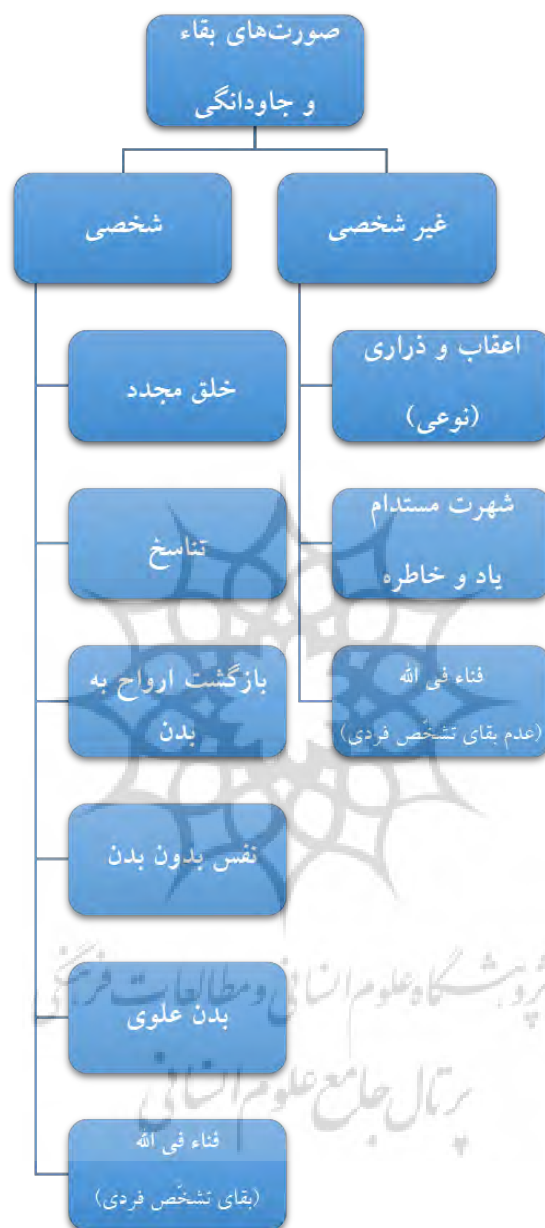 صورت‌های بقاء
و جاودانگی
غیر شخصی
شخصی
اعقاب و ذراری
(نوعی)
شهرت مستدام
یاد و خاطره
فناء فی الله
(عدم بقای تشخّص فردی)
خلق مجدد
تناسخ
بازگشت ارواح به
بدن
نفس بدون بدن
بدن علوی
فناء فی الله
(بقای تشخّص فردی)
پژوهشگاه علوم انسانی و مطالعات فرهنگی
پرتال جامع علوم انسانی